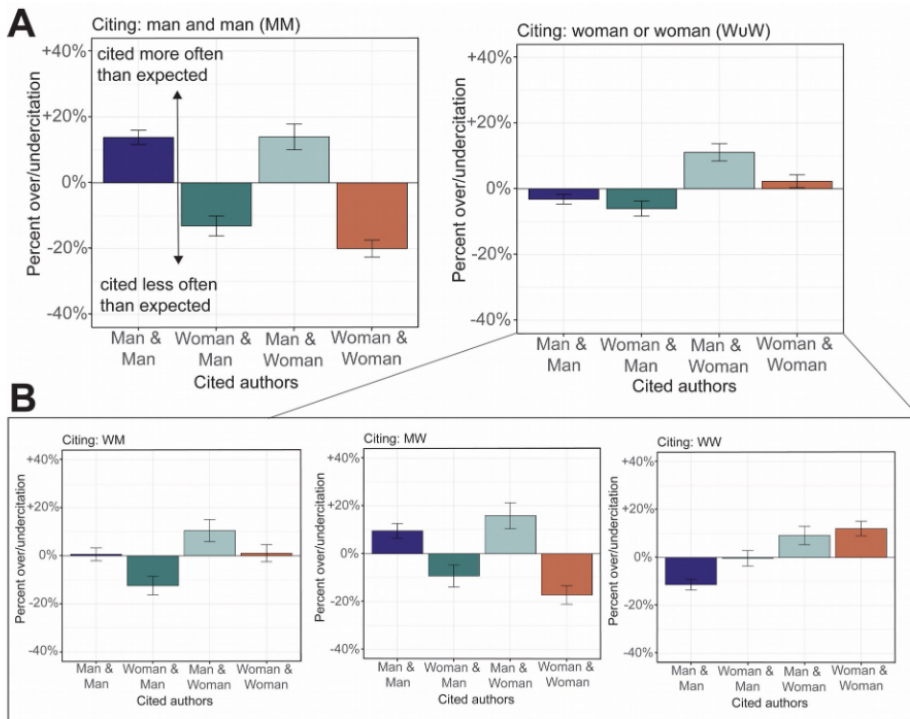 A
Citing: man and man (MM)
Percent over/undercitation
+40%
+20%
0%
-20%
-40%
cited more often
than expected
cited less often
than expected
Man &
Man
Woman &
Man
Man &
Woman
Woman &
Woman
Cited authors
Citing: woman or woman (WυW)
Percent over/undercitation
+40%
+20%
0%
-20%
-40%
Man &
Man
Woman &
Man
Man &
Woman
Woman &
Woman
Cited authors
B
Citing: WM
Percent over/undercitation
+40%
+20%
0%
-20%
-40%
Man &
Man
Woman &
Man
Man &
Woman
Woman &
Woman
Cited authors
Citing: MW
Percent over/undercitation
+40%
+20%
0%
-20%
-40%
Man &
Man
Woman &
Man
Man &
Woman
Woman &
Woman
Cited authors
Citing: WW
Percent over/undercitation
+40%
+20%
0%
-20%
-40%
Man &
Man
Woman &
Man
Man &
Woman
Woman &
Woman
Cited authors